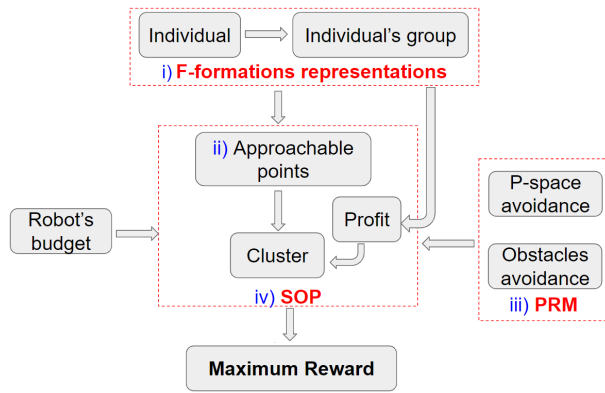 Individual
Individual's group
i) F-formations representations
ii) Approachable
points
P-space
avoidance
Robot's
budget
Profit
Cluster
Obstacles
avoidance
iv) SOP
iii) PRM
Maximum Reward